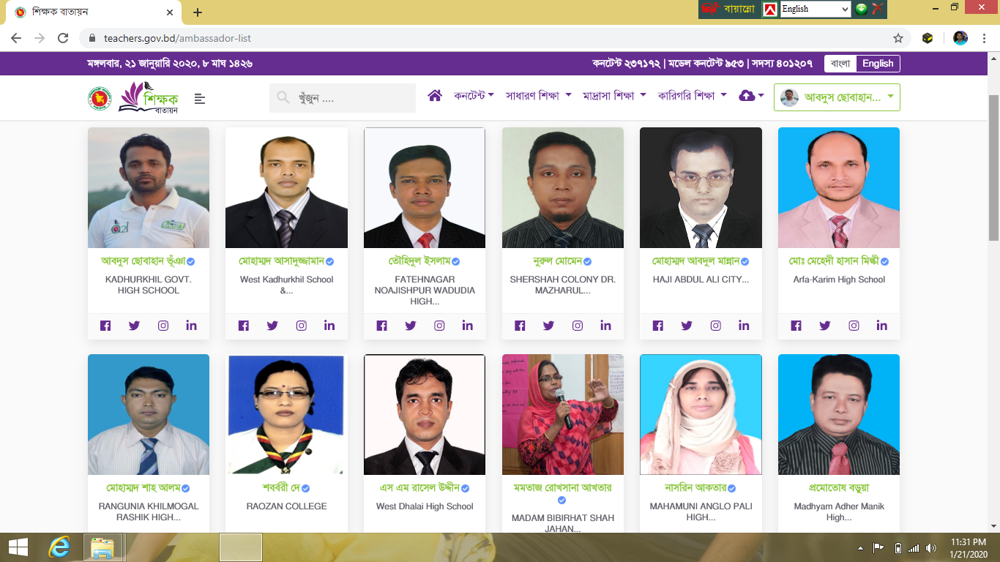 শিক্ষক বাতায়ন
বায়ান্নো
English
teachers.gov.bd/ambassador-list
মঙ্গলবার, ২১ জানুয়ারি ২০২০, ৮ মাঘ ১৪২৬
কনটেন্ট ২৩৭১৭২ | মডেল কনটেন্ট ৯৫৩ | সদস্য ৪০১২০৭
বাংলা English
শিক্ষক
বাতায়ন
খুঁজুন ....
কনটেন্ট সাধারণ শিক্ষা মাদ্রাসা শিক্ষা কারিগরি শিক্ষা
আবদুস ছোবাহান...
a2i
আবদুস ছোবাহান ভূঁঞা
KADHURKHIL GOVT.
HIGH SCHOOL
মোহাম্মদ আসাদুজ্জামান
West Kadhurkhil School
&...
তৌহিদুল ইসলাম
FATEHNAGAR
NOAJISHPUR WADUDIA
HIGH...
নুরুল মোমেন
SHERSHAH COLONY DR.
MAZHARUL...
মোহাম্মদ আবদুল মান্নান
HAJI ABDUL ALI CITY...
মোঃ মেহেদী হাসান মিল্কী
Arfa-Karim High School
মোহাম্মদ শাহ আলম
RANGUNIA KHILMOGAL
RASHIK HIGH...
শবর্বরী দে
RAOZAN COLLEGE
এস এম রাসেল উদ্দীন
West Dhalai High School
মমতাজ রোখসানা আখতার
MADAM BIBIRHAT SHAH
JAHAN...
নাসরিন আকতার
MAHAMUNI ANGLO PALI
HIGH...
প্রমোতোষ বড়ুয়া
Madhyam Adher Manik
High...
11:31 PM
1/21/2020